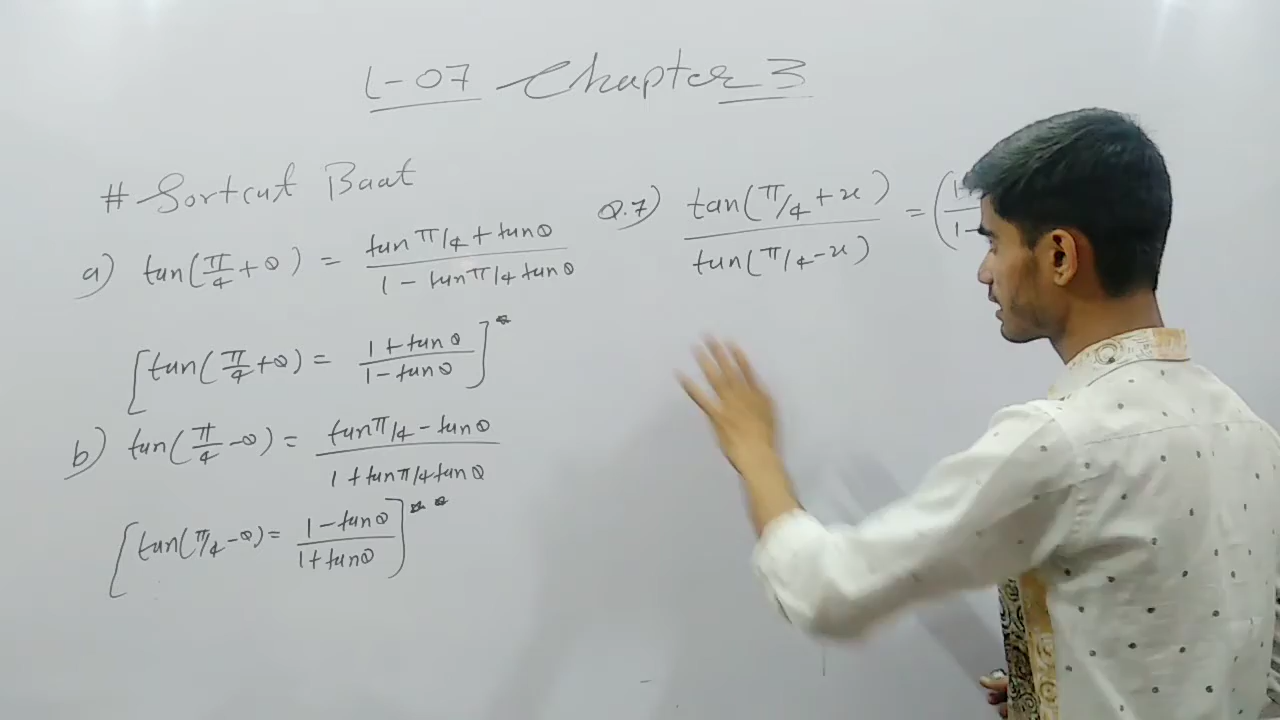 L-07 Chapter 3
# Sortcut Baat
a) tan(π/4 + θ) = tan π/4 + tan θ / 1 - tan π/4 tan θ
[tan(π/4 + θ) = 1 + tan θ / 1 - tan θ]*
b) tan(π/4 - θ) = tan π/4 - tan θ / 1 + tan π/4 tan θ
[tan(π/4 - θ) = 1 - tan θ / 1 + tan θ]**
Q.7) tan(π/4 + x) / tan(π/4 - x) = (1+ / 1-